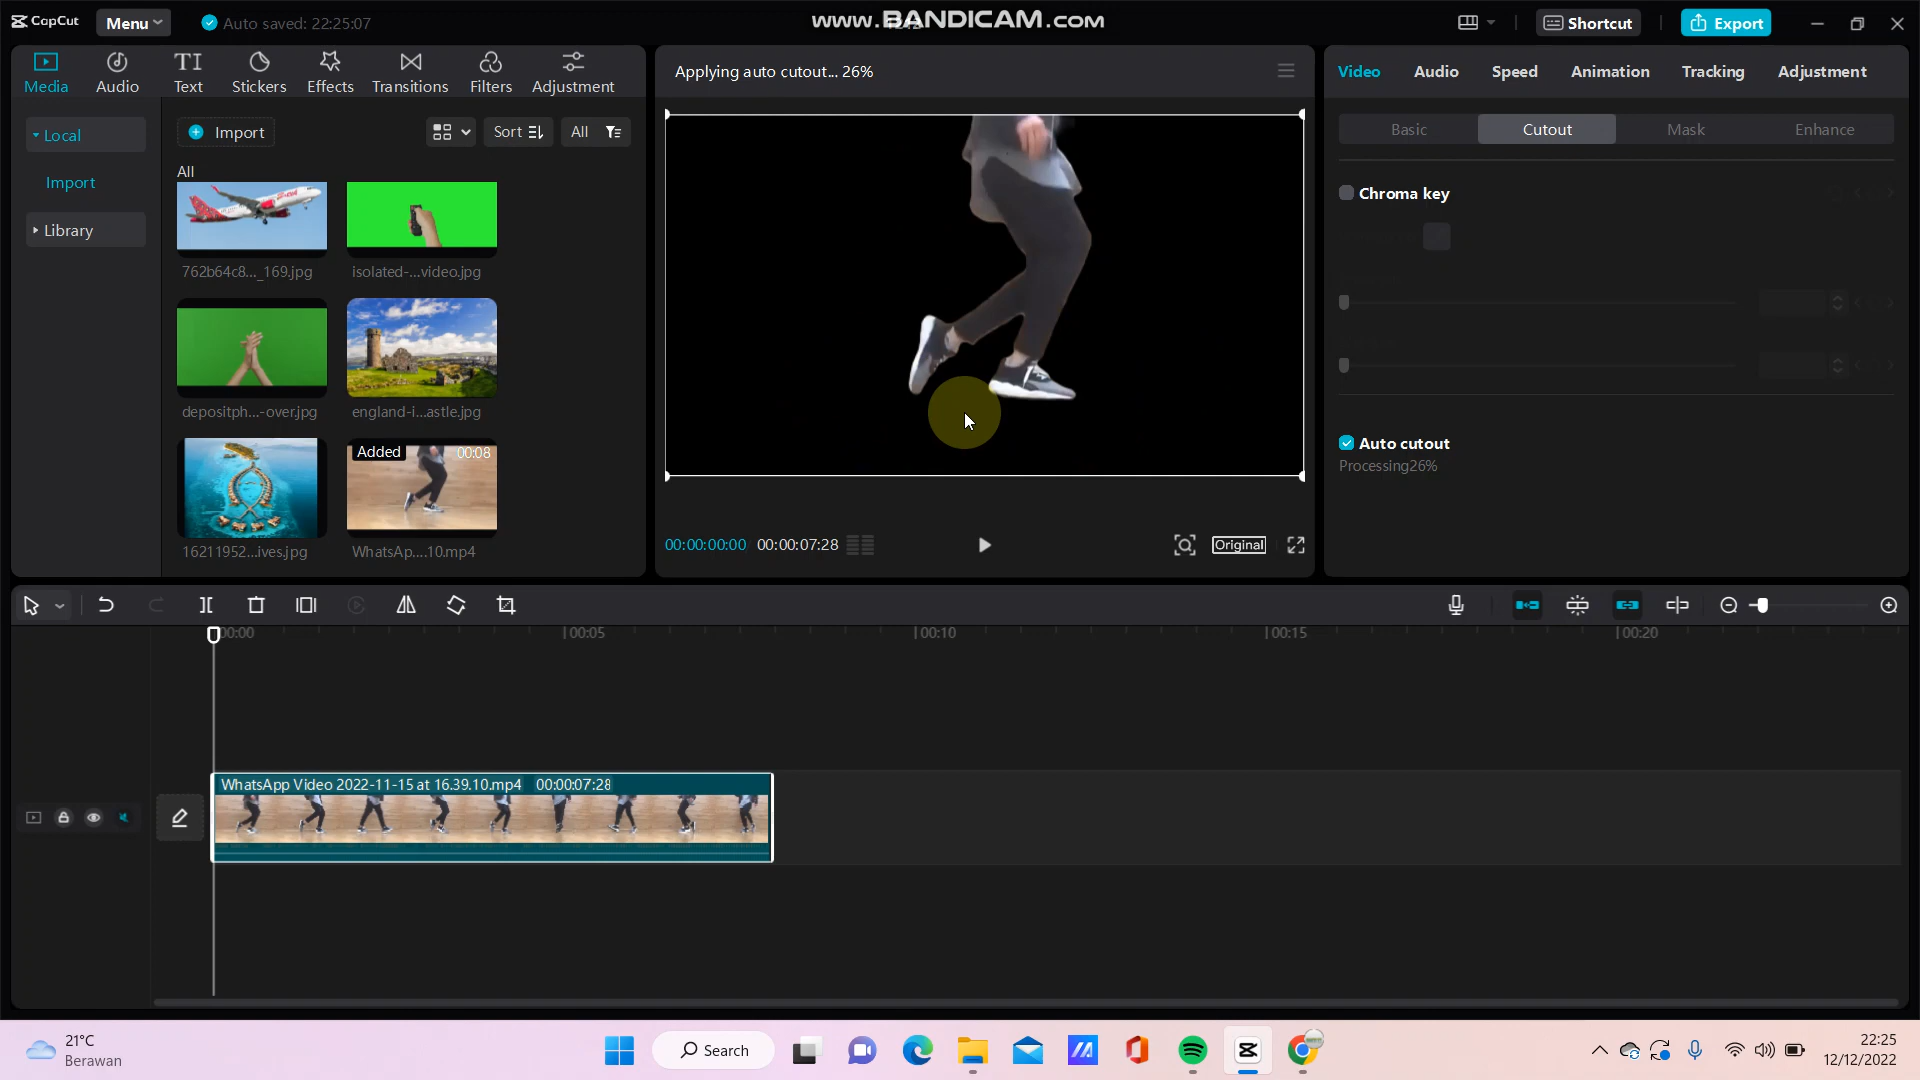 CapCut
Menu
Auto saved: 22:25:07
www.BANDICAM.com
Shortcut
Export
Media
Audio
Text
Stickers
Effects
Transitions
Filters
Adjustment
Applying auto cutout... 26%
Video
Audio
Speed
Animation
Tracking
Adjustment
Local
Import
Sort
All
Basic
Cutout
Mask
Enhance
Import
All
Library
Chroma key
762b64c8..._169.jpg
isolated-...video.jpg
depositph...-over.jpg
england-i...astle.jpg
Auto cutout
Processing26%
Added
00:08
16211952...ives.jpg
WhatsAp....10.mp4
00:00:00:00
00:00:07:28
Original
00:00
00:05
00:10
00:15
00:20
WhatsApp Video 2022-11-15 at 16.39.10.mp4 00:00:07:28
21°C
Berawan
Search
22:25
12/12/2022